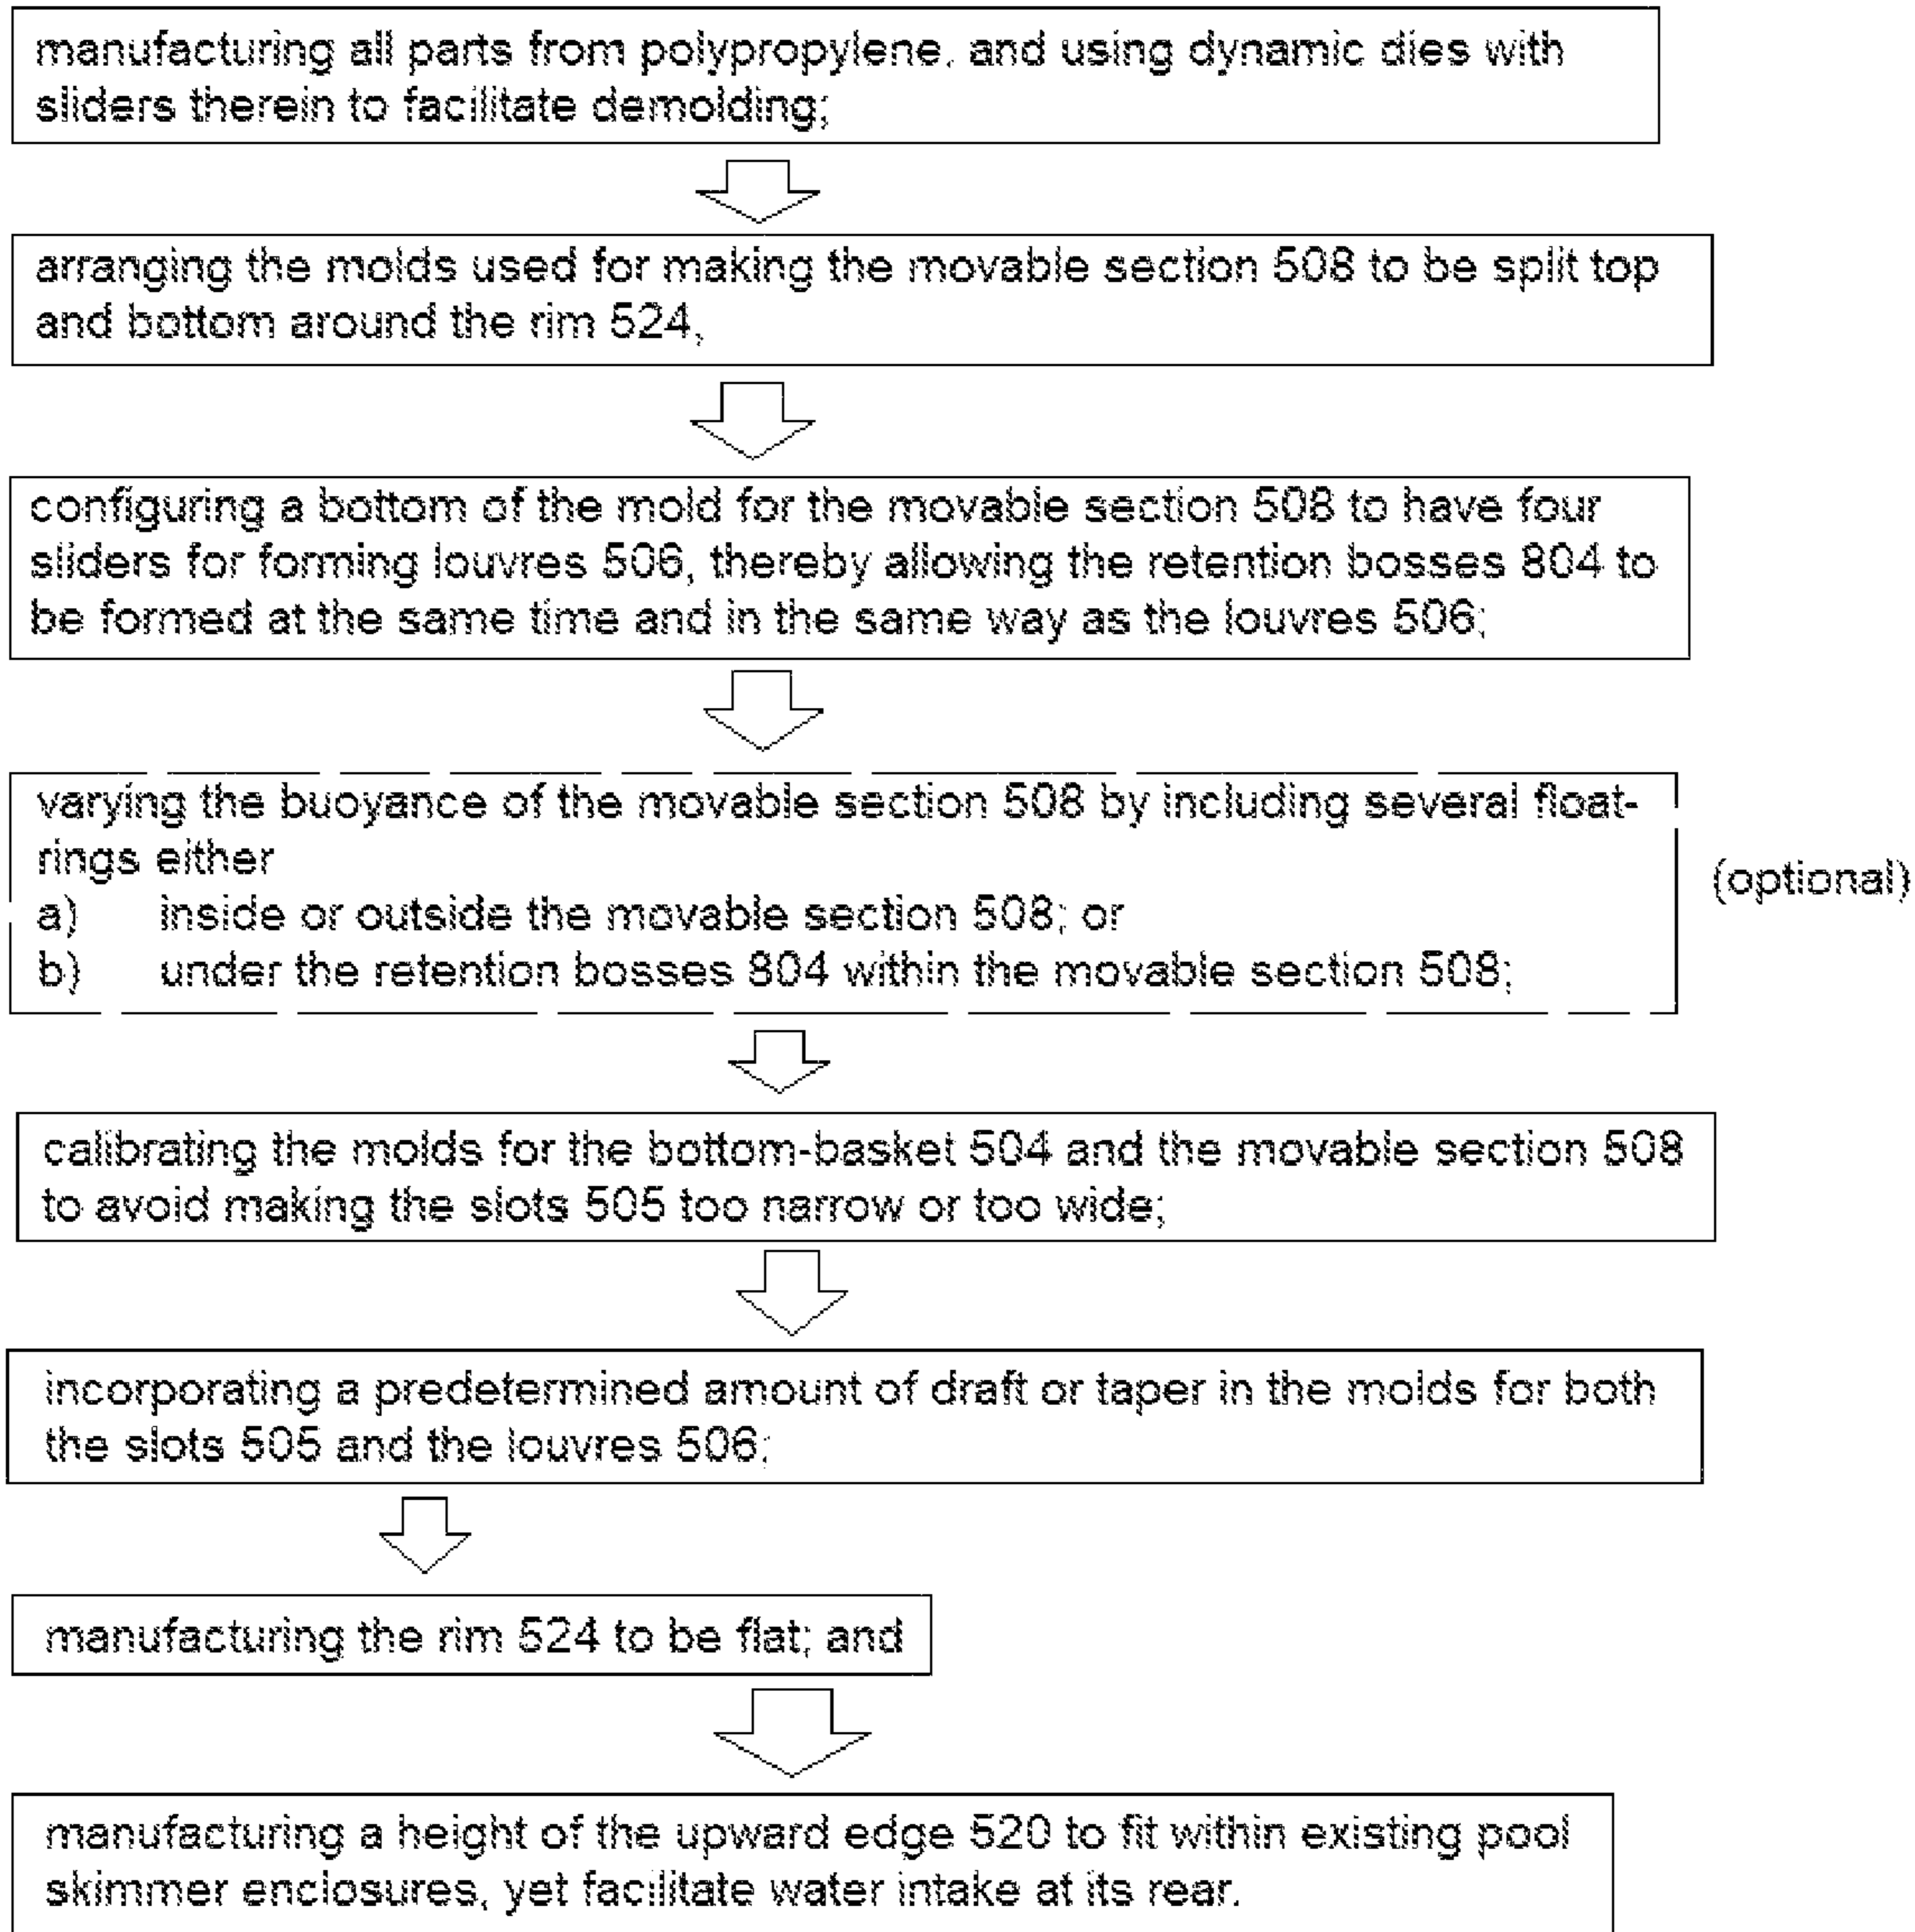 manufacturing all parts from polypropylene, and using dynamic dies with
sliders therein to facilitate demolding;
arranging the molds used for making the movable section 508 to be split top
and bottom around the rim 524,
configuring a bottom of the mold for the movable section 508 to have four
sliders for forming louvres 506, thereby allowing the retention bosses 804 to
be formed at the same time and in the same way as the louvres 506;
varying the buoyance of the movable section 508 by including several float-
rings either
a) inside or outside the movable section 508; or
b) under the retention bosses 804 within the movable section 508;
(optional)
calibrating the molds for the bottom-basket 504 and the movable section 508
to avoid making the slots 505 too narrow or too wide;
incorporating a predetermined amount of draft or taper in the molds for both
the slots 505 and the louvres 506;
manufacturing the rim 524 to be flat; and
manufacturing a height of the upward edge 520 to fit within existing pool
skimmer enclosures, yet facilitate water intake at its rear.